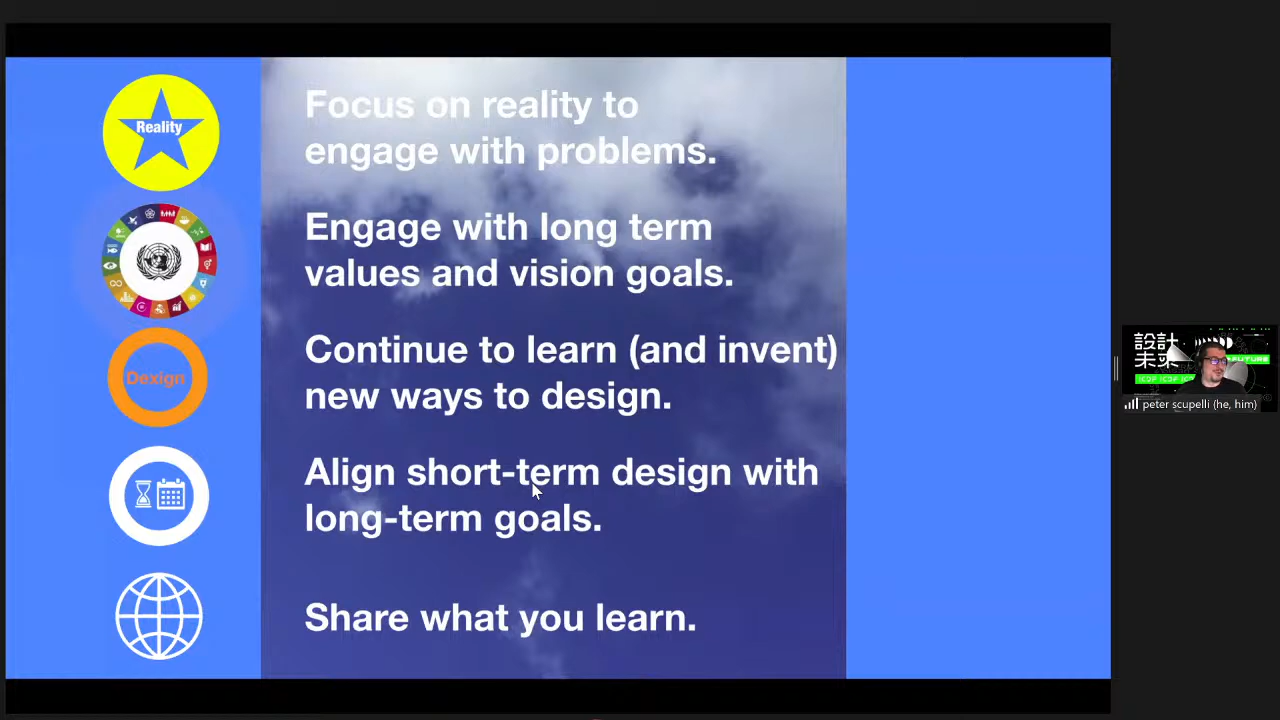 Reality
Focus on reality to
engage with problems.
Engage with long term
values and vision goals.
Dexign
Continue to learn (and invent)
new ways to design.
Align short-term design with
long-term goals.
Share what you learn.
設計
未來
FUTURE
peter scupelli (he, him)